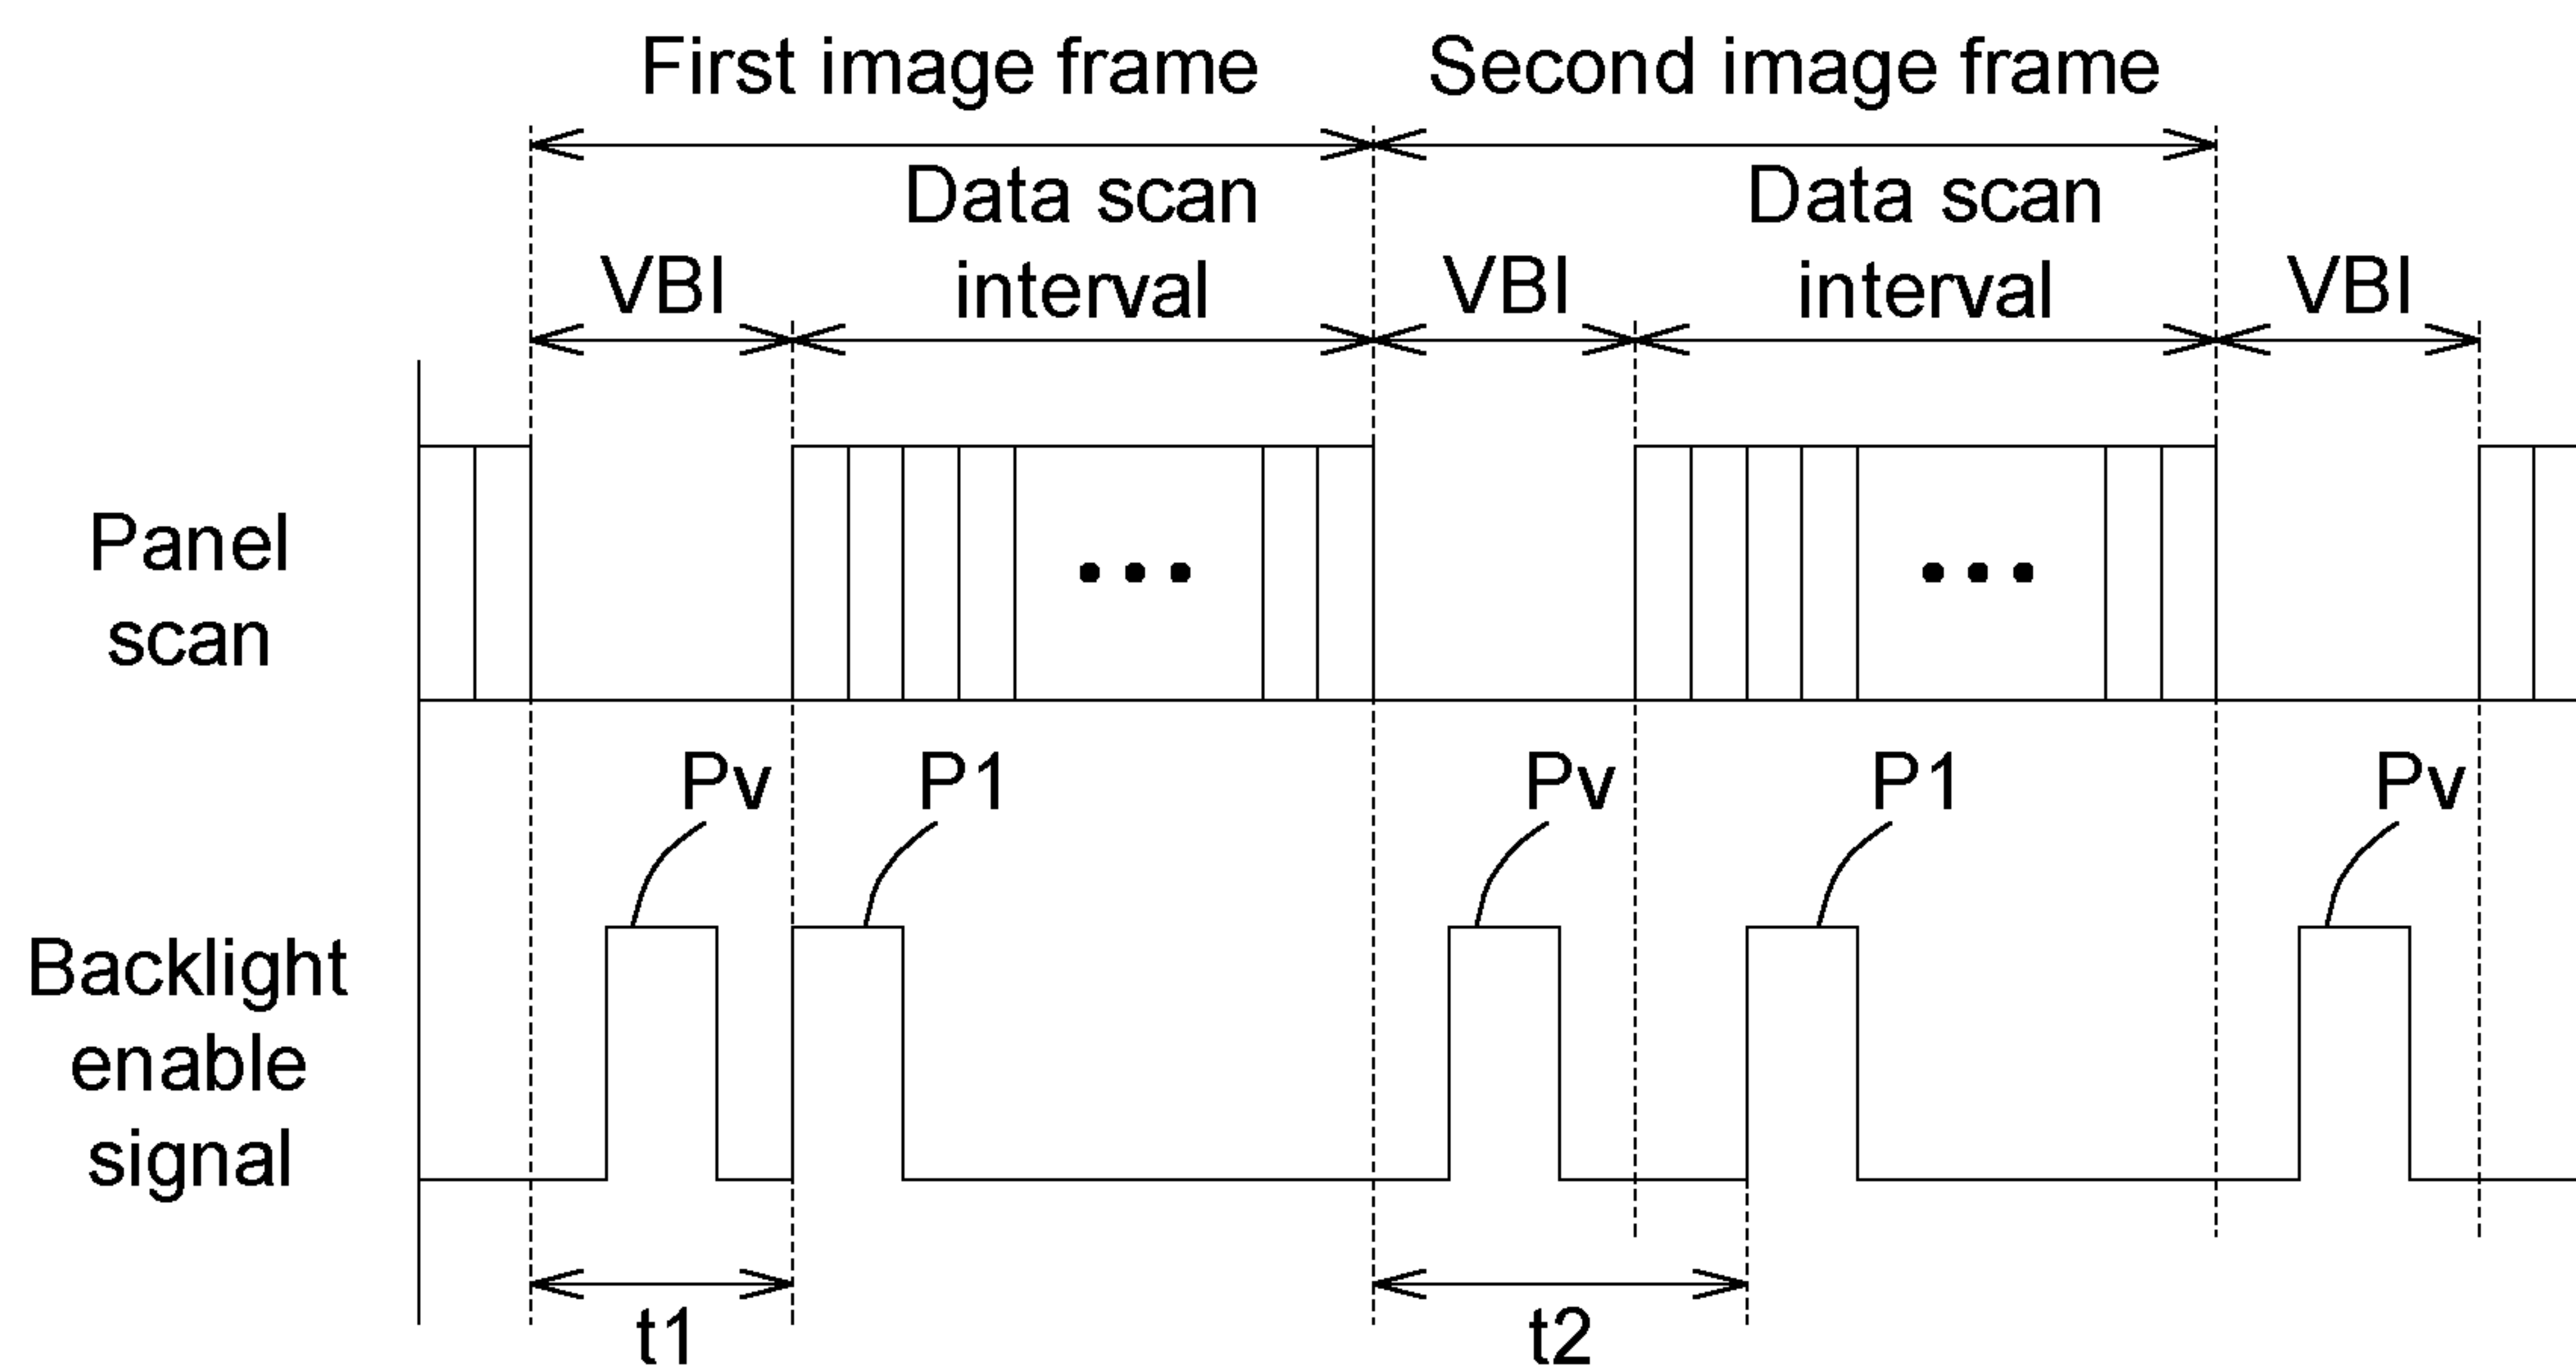 First image frame
Second image frame
Data scan
interval
Data scan
interval
VBI
VBI
VBI
Panel
scan
• • •
• • •
Pv
P1
Pv
P1
Pv
Backlight
enable
signal
t1
t2